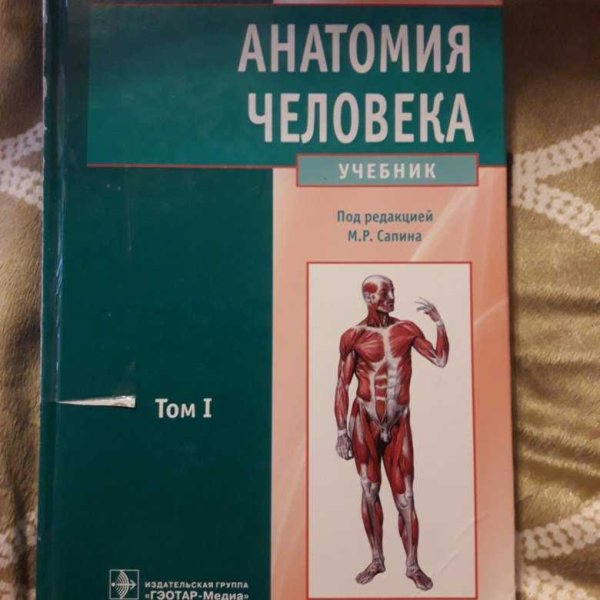 АНАТОМИЯ
ЧЕЛОВЕКА
УЧЕБНИК
Под редакцией
М.Р. Сапина
Том I
ИЗДАТЕЛЬСКАЯ ГРУППА
«ГЭОТАР-Медиа»